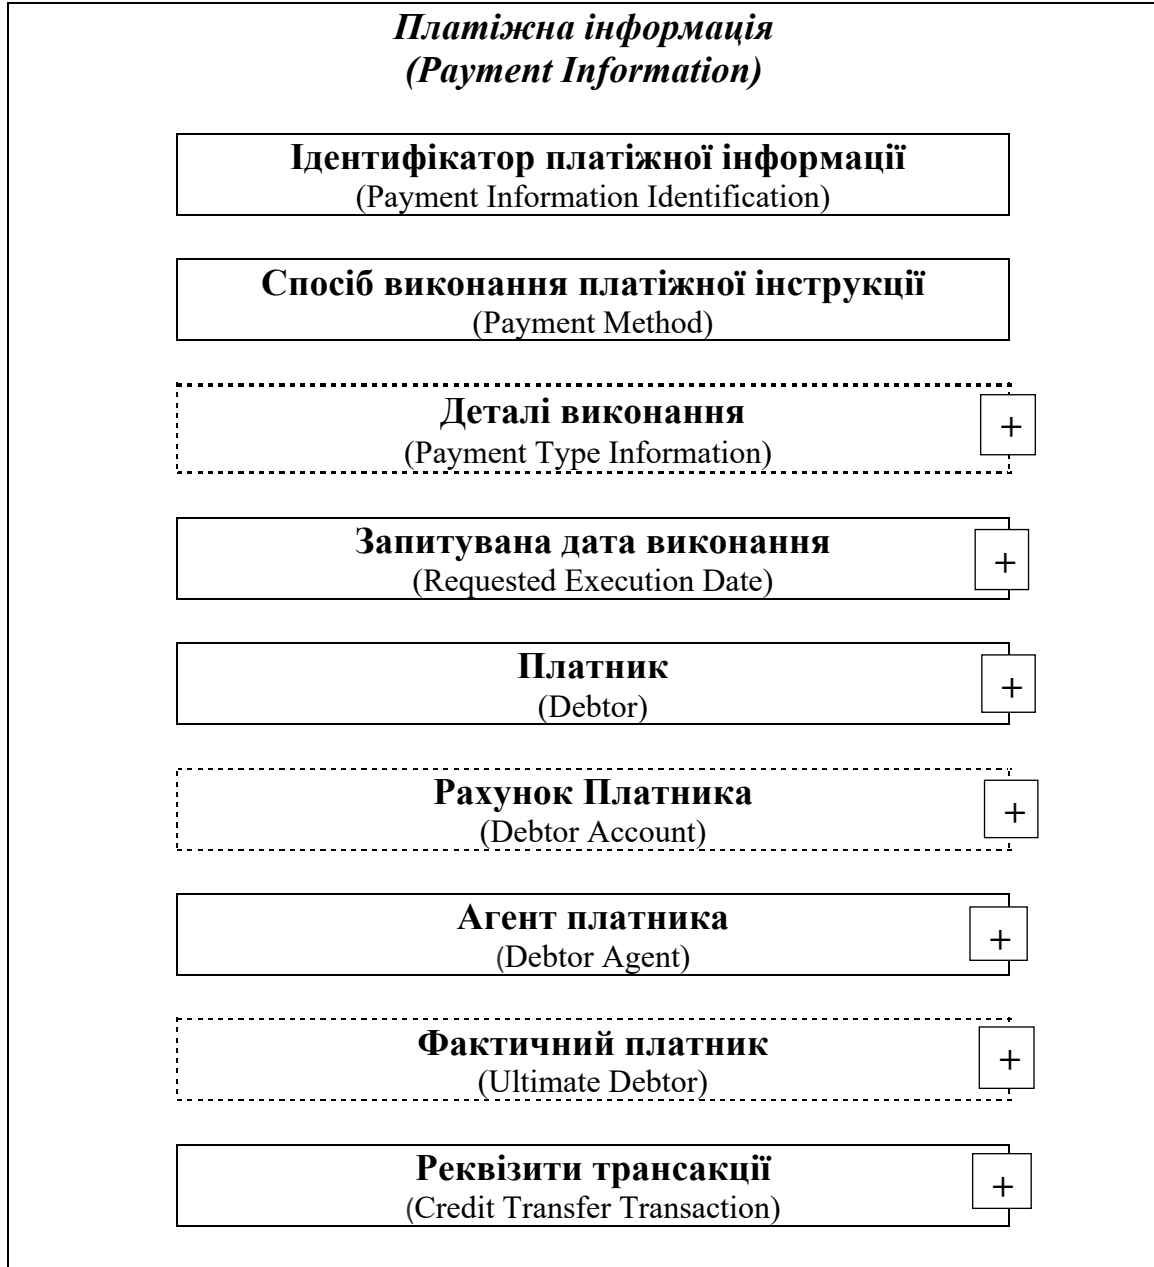 Платіжна інформація
(Payment Information)
Ідентифікатор платіжної інформації
(Payment Information Identification)
Спосіб виконання платіжної інструкції
(Payment Method)
Деталі виконання
(Payment Type Information)
+
Запитувана дата виконання
(Requested Execution Date)
+
Платник
(Debtor)
+
Рахунок Платника
(Debtor Account)
+
Агент платника
(Debtor Agent)
+
Фактичний платник
(Ultimate Debtor)
+
Реквізити трансакції
(Credit Transfer Transaction)
+